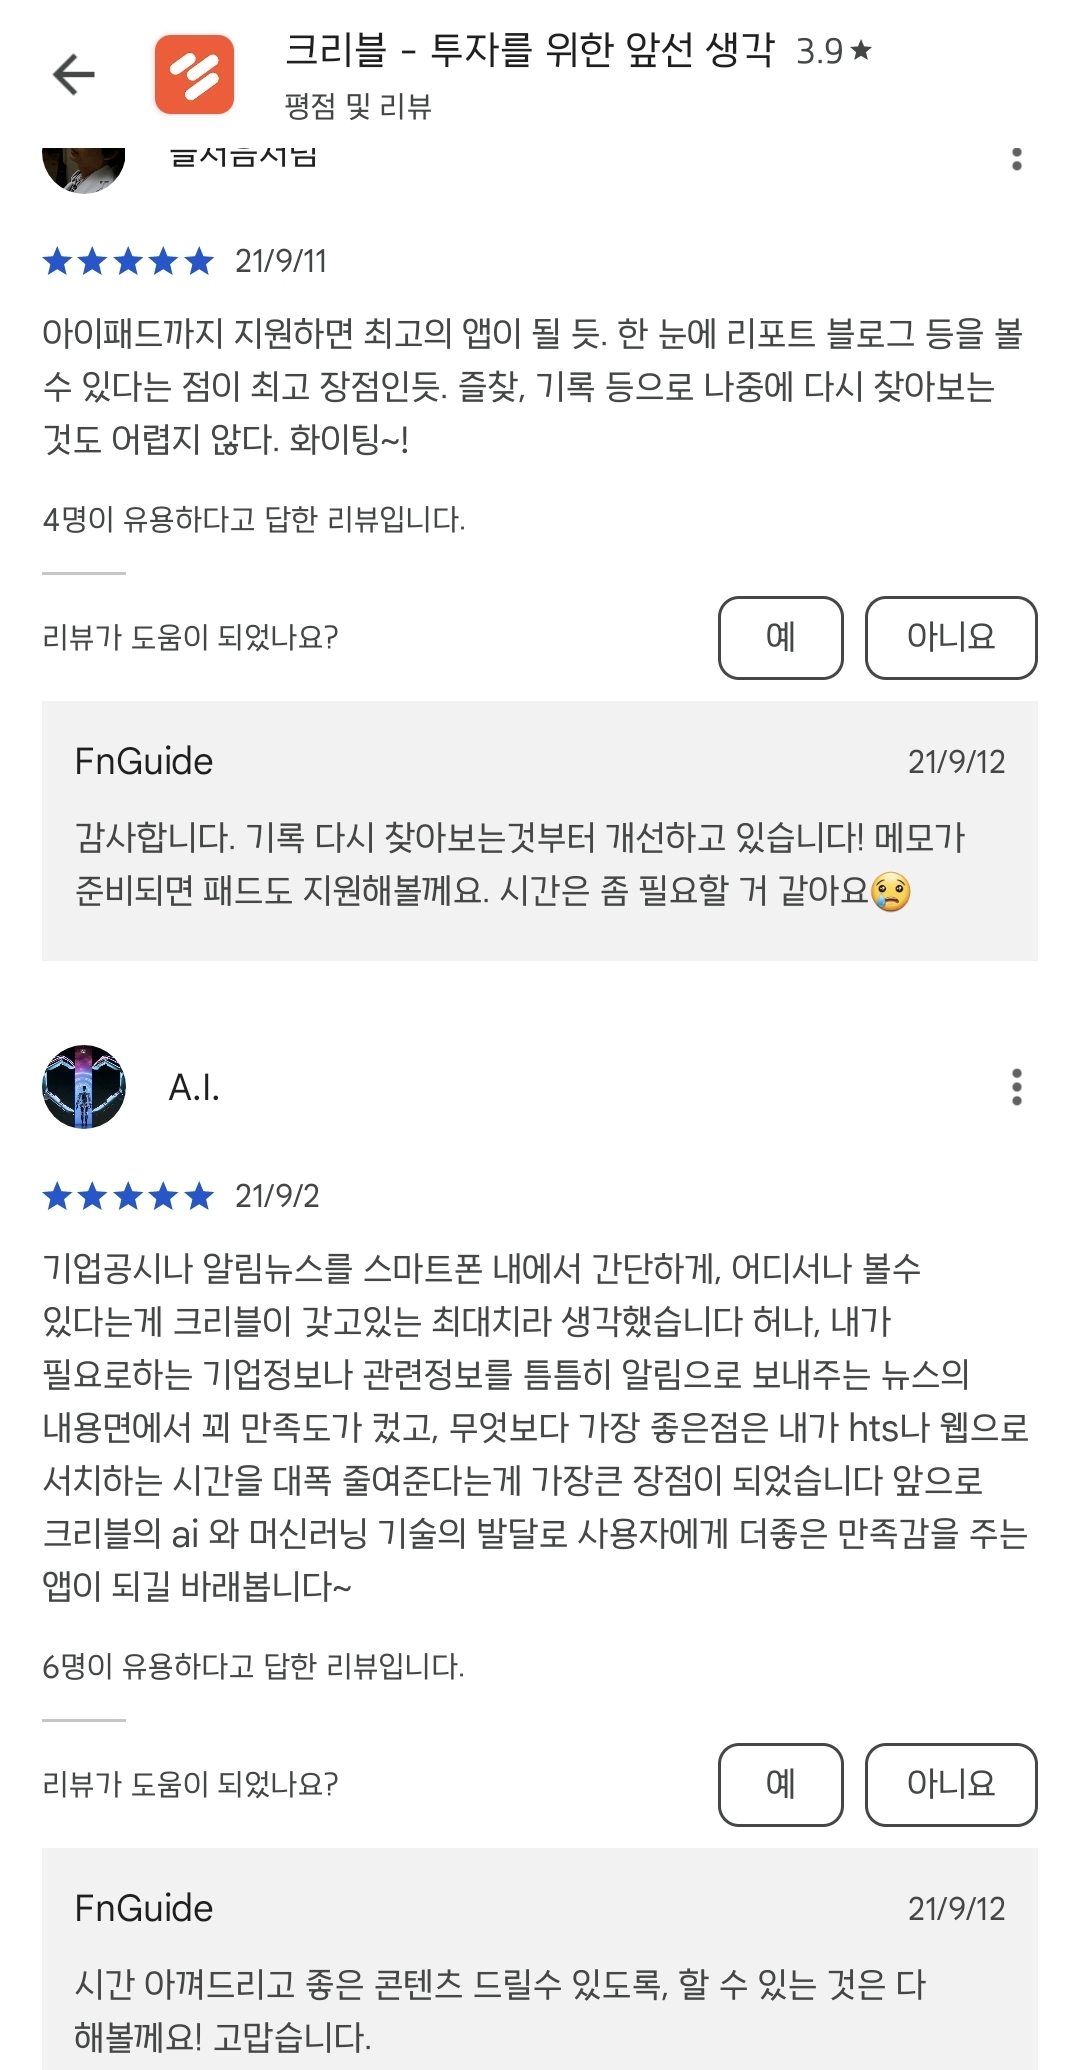 크리블 - 투자를 위한 앞선 생각 3.9★
평점 및 리뷰
21/9/11
아이패드까지 지원하면 최고의 앱이 될 듯. 한 눈에 리포트 블로그 등을 볼
수 있다는 점이 최고 장점인듯. 즐찾, 기록 등으로 나중에 다시 찾아보는
것도 어렵지 않다. 화이팅~!
4명이 유용하다고 답한 리뷰입니다.
리뷰가 도움이 되었나요? 예 아니요
FnGuide 21/9/12
감사합니다. 기록 다시 찾아보는것부터 개선하고 있습니다! 메모가
준비되면 패드도 지원해볼께요. 시간은 좀 필요할 거 같아요😢
A.I.
21/9/2
기업공시나 알림뉴스를 스마트폰 내에서 간단하게, 어디서나 볼수
있다는게 크리블이 갖고있는 최대치라 생각했습니다 허나, 내가
필요로하는 기업정보나 관련정보를 틈틈히 알림으로 보내주는 뉴스의
내용면에서 꾀 만족도가 컸고, 무엇보다 가장 좋은점은 내가 hts나 웹으로
서치하는 시간을 대폭 줄여준다는게 가장큰 장점이 되었습니다 앞으로
크리블의 ai 와 머신러닝 기술의 발달로 사용자에게 더좋은 만족감을 주는
앱이 되길 바래봅니다~
6명이 유용하다고 답한 리뷰입니다.
리뷰가 도움이 되었나요? 예 아니요
FnGuide 21/9/12
시간 아껴드리고 좋은 콘텐츠 드릴수 있도록, 할 수 있는 것은 다
해볼께요! 고맙습니다.